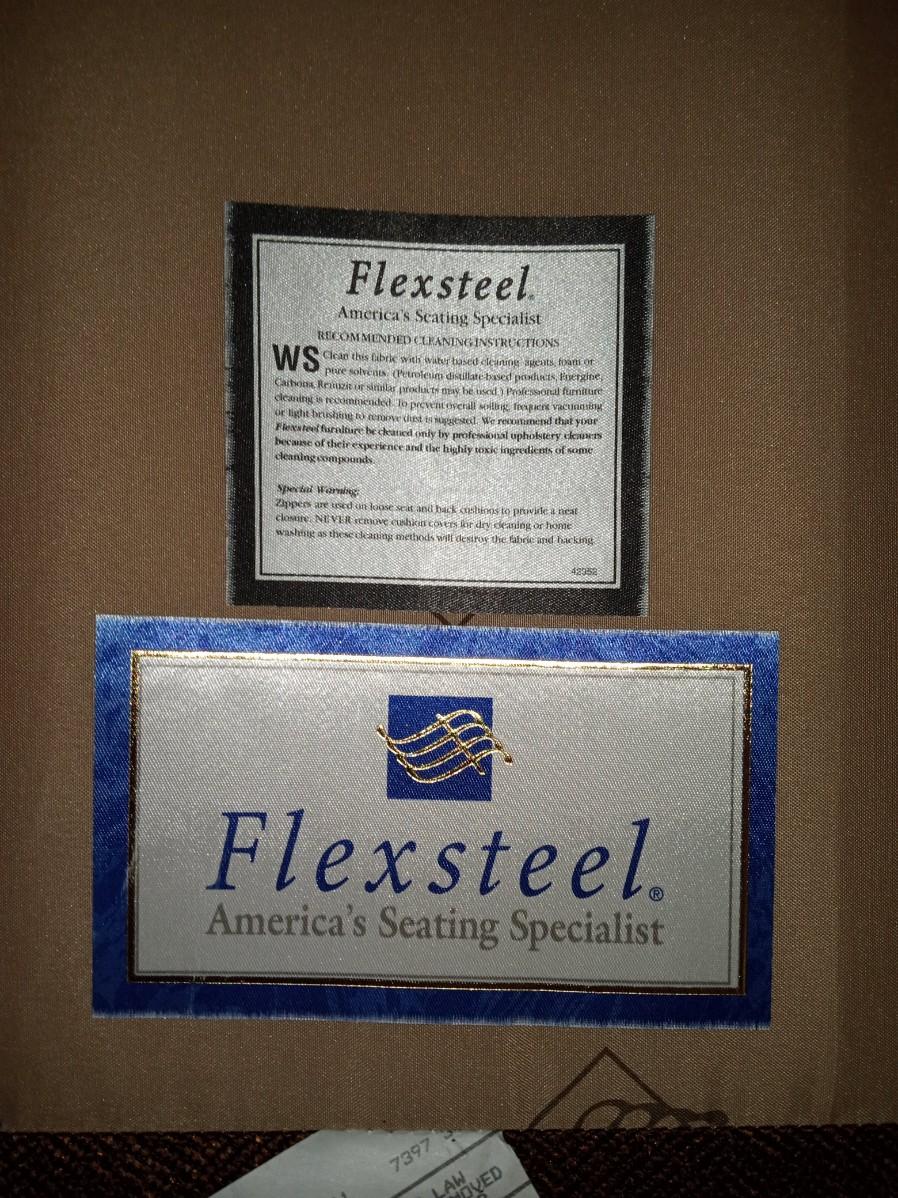 Flexsteel.
America's Seating Specialist
RECOMMENDED CLEANING INSTRUCTIONS
WS Clean this fabric with water based cleaning agents, foam or
pure solvents. (Petroleum distillate-based products, Energine,
Carbona, Renuzit or similar products may be used.) Professional furniture
cleaning is recommended. To prevent overall soiling, frequent vacuuming
or light brushing to remove dust is suggested. We recommend that your
Flexsteel furniture be cleaned only by professional upholstery cleaners
because of their experience and the highly toxic ingredients of some
cleaning compounds.
Special Warning:
Zippers are used on loose seat and back cushions to provide a neat
closure. NEVER remove cushion covers for dry cleaning or home
washing as these cleaning methods will destroy the fabric and backing.
42352
Flexsteel®
America's Seating Specialist
7397
LAW